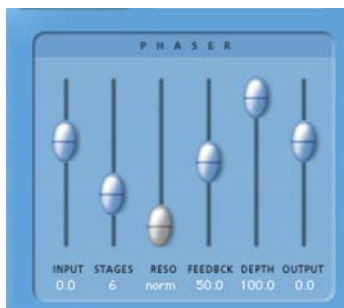 PHASER
INPUT STAGES RESO FEEDBCK DEPTH OUTPUT
0.0 6 norm 50.0 100.0 0.0